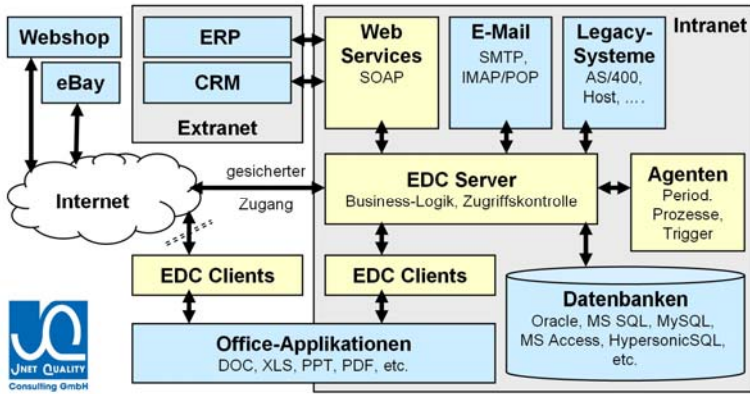 Webshop
eBay
ERP
CRM
Extranet
Web
Services
SOAP
E-Mail
SMTP,
IMAP/POP
Legacy-
Systeme
AS/400,
Host, ....
Intranet
Internet
gesicherter
Zugang
EDC Server
Business-Logik, Zugriffskontrolle
Agenten
Period.
Prozesse,
Trigger
EDC Clients
EDC Clients
Datenbanken
Oracle, MS SQL, MySQL,
MS Access, HypersonicSQL,
etc.
Office-Applikationen
DOC, XLS, PPT, PDF, etc.
JNET QUALITY
Consulting GmbH